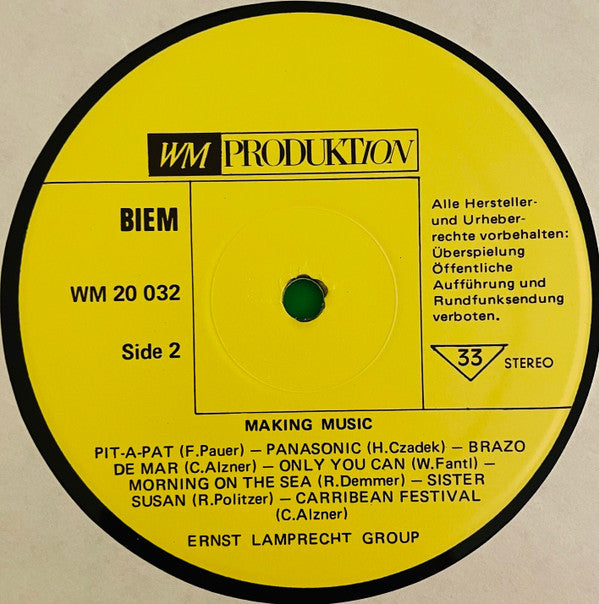 WM PRODUKTION
BIEM
WM 20 032
Side 2
Alle Hersteller-
und Urheber-
rechte vorbehalten:
Überspielung
Öffentliche
Aufführung und
Rundfunksendung
verboten.
33 STEREO
MAKING MUSIC
PIT-A-PAT (F.Pauer) — PANASONIC (H.Czadek) — BRAZO
DE MAR (C.Alzner) — ONLY YOU CAN (W.Fantl) —
MORNING ON THE SEA (R.Demmer) — SISTER
SUSAN (R.Politzer) — CARRIBEAN FESTIVAL
(C.Alzner)
ERNST LAMPRECHT GROUP